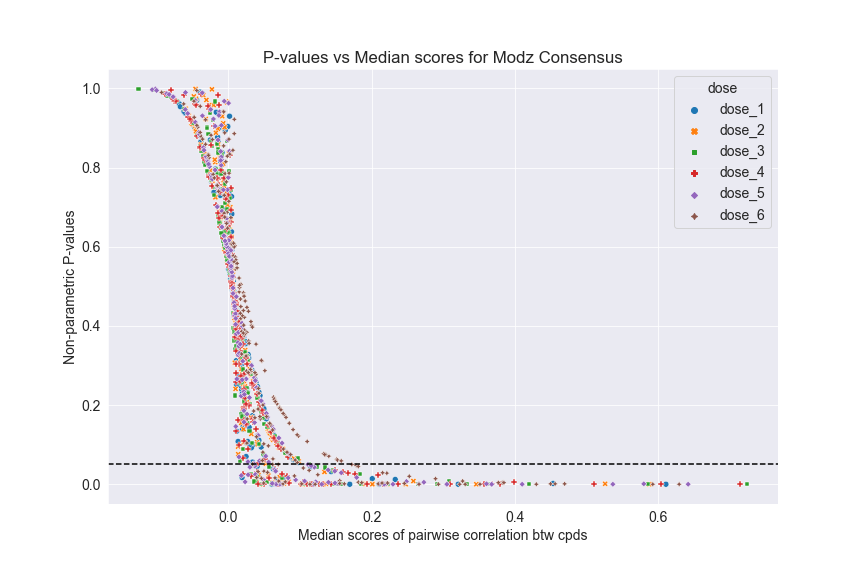 P-values vs Median scores for Modz Consensus
dose
dose_1
dose_2
dose_3
dose_4
dose_5
dose_6
Non-parametric P-values
1.0
0.8
0.6
0.4
0.2
0.0
0.0 0.2 0.4 0.6
Median scores of pairwise correlation btw cpds